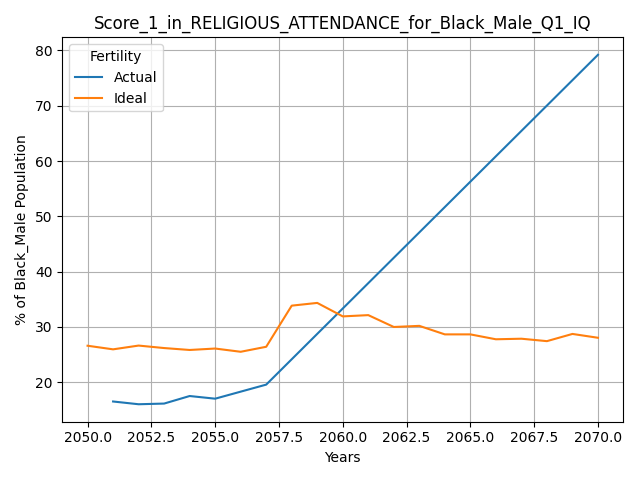 Score_1_in_RELIGIOUS_ATTENDANCE_for_Black_Male_Q1_IQ
Fertility
Actual
Ideal
80
70
60
50
40
30
20
% of Black_Male Population
2050.0 2052.5 2055.0 2057.5 2060.0 2062.5 2065.0 2067.5 2070.0
Years